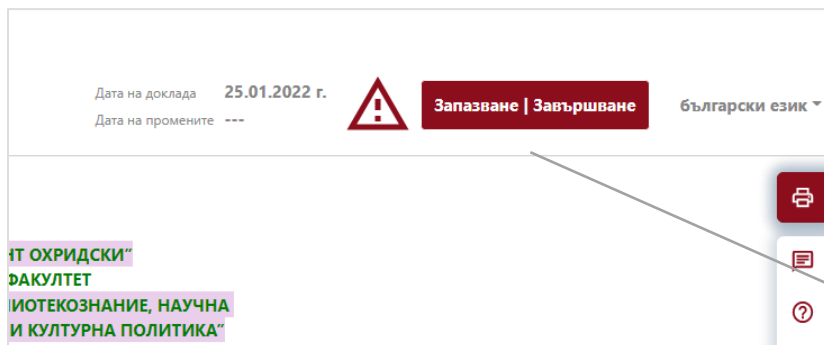 Дата на доклада 25.01.2022 г.
Дата на промените ---
Запазване | Завършване
български език
НТ ОХРИДСКИ“
ФАКУЛТЕТ
ИОТЕКОЗНАНИЕ, НАУЧНА
И КУЛТУРНА ПОЛИТИКА“